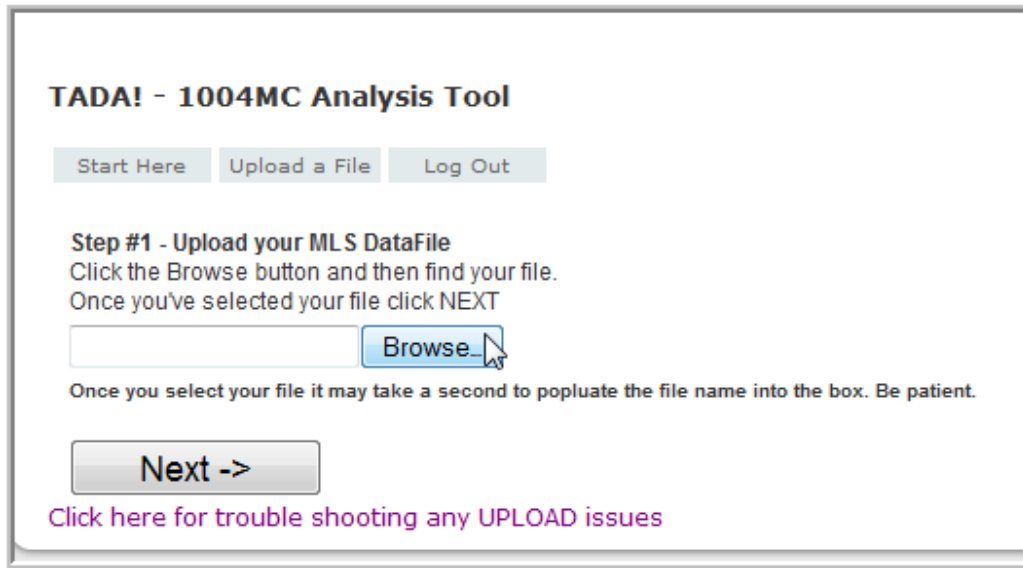 TADA! - 1004MC Analysis Tool
Start Here Upload a File Log Out
Step #1 - Upload your MLS DataFile
Click the Browse button and then find your file.
Once you've selected your file click NEXT
Browse...
Once you select your file it may take a second to popluate the file name into the box. Be patient.
Next ->
Click here for trouble shooting any UPLOAD issues